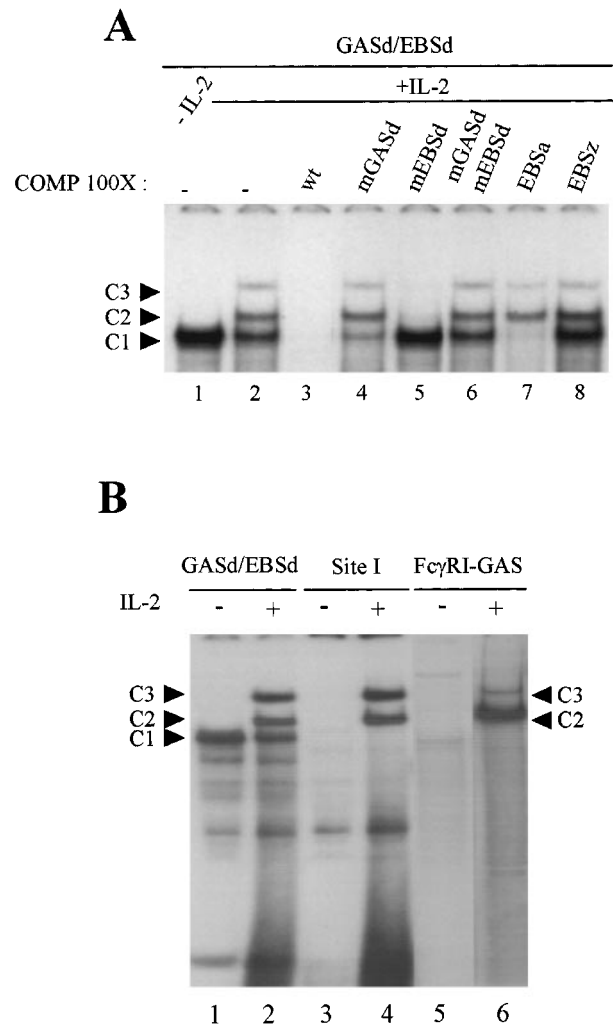 A
GASd/EBSd
- IL-2
+IL-2
COMP 100X :
- - wt mGASd mEBSd mGASd mEBSd EBSa EBSz
C3
C2
C1
1 2 3 4 5 6 7 8
B
GASd/EBSd Site I FcγRI-GAS
IL-2 - + - + - +
C3 C3
C2 C2
C1
1 2 3 4 5 6